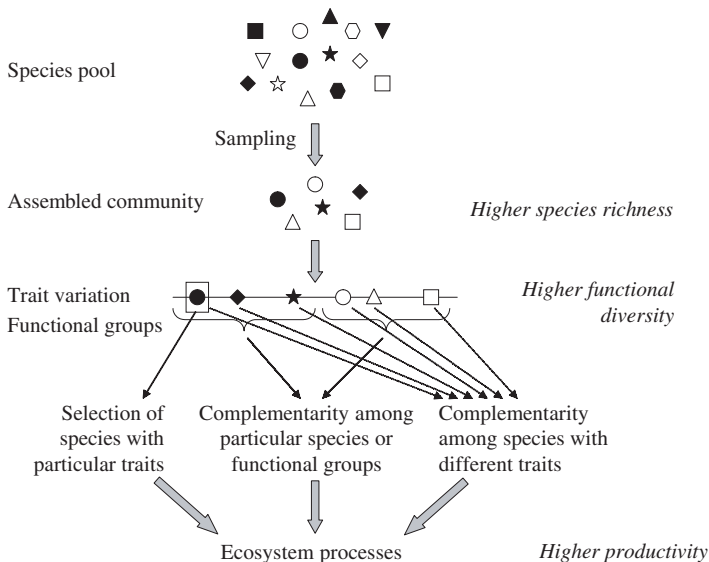 Species pool
Sampling
Assembled community
Higher species richness
Trait variation
Functional groups
Higher functional
diversity
Selection of
species with
particular traits
Complementarity among
particular species or
functional groups
Complementarity
among species with
different traits
Ecosystem processes
Higher productivity